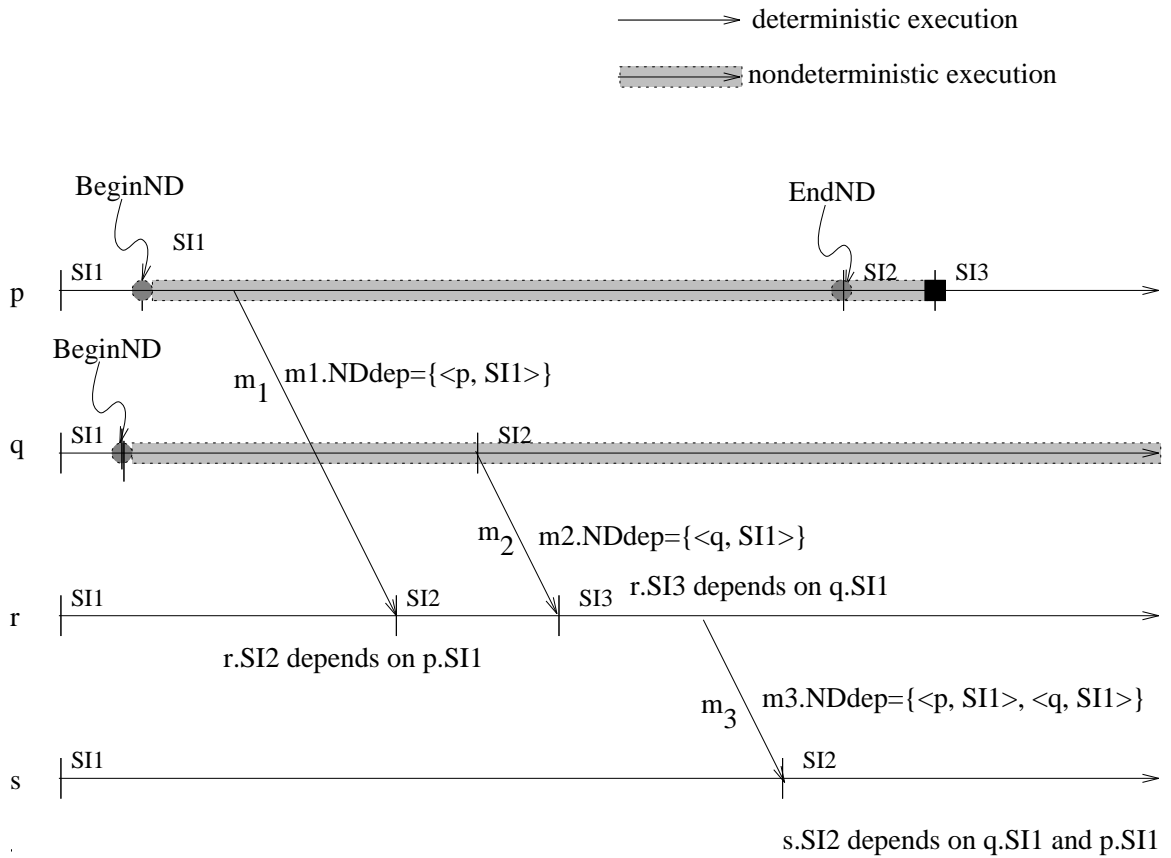 deterministic execution
nondeterministic execution
BeginND
EndND
SI1
p SI1 SI2 SI3
BeginND
m1 m1.NDdep={<p, SI1>}
q SI1 SI2
m2 m2.NDdep={<q, SI1>}
r SI1 SI2 SI3 r.SI3 depends on q.SI1
r.SI2 depends on p.SI1
m3 m3.NDdep={<p, SI1>, <q, SI1>}
s SI1 SI2
s.SI2 depends on q.SI1 and p.SI1